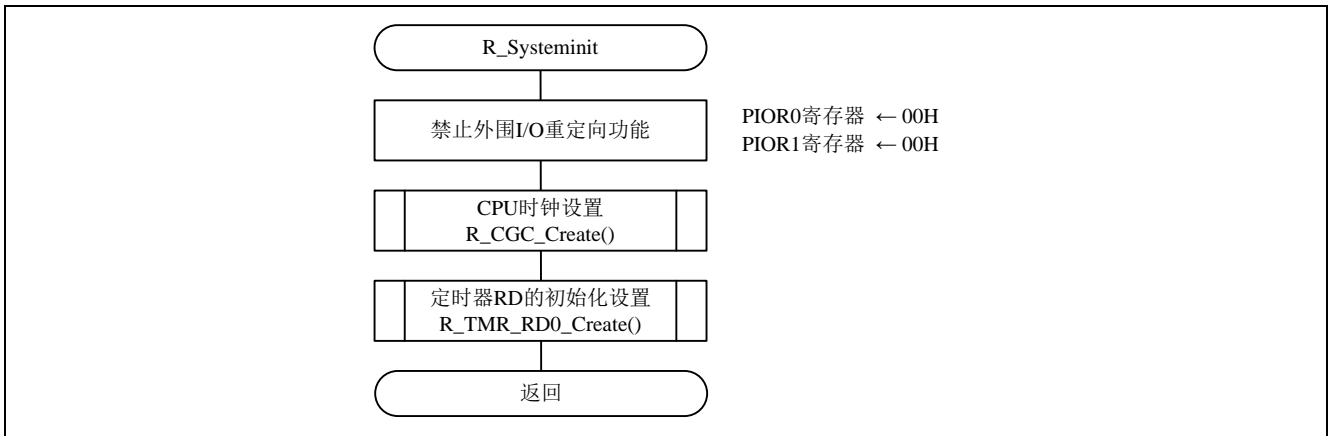 R_Systeminit
禁止外围I/O重定向功能
PIOR0寄存器 ← 00H
PIOR1寄存器 ← 00H
CPU时钟设置
R_CGC_Create()
定时器RD的初始化设置
R_TMR_RD0_Create()
返回